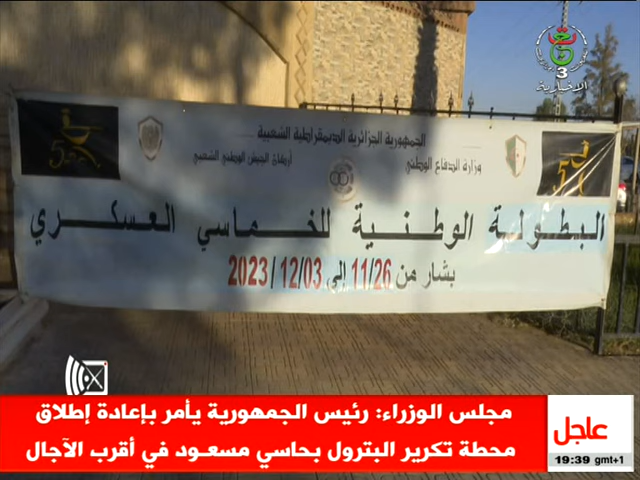 3
الإخبارية
الجمهورية الجزائرية الديمقراطية الشعبية
وزارة الدفاع الوطني
أركان الجيش الوطني الشعبي
5
5
البطولة الوطنية للخماسي العسكري
بشار من 11/26 إلى 12/03 / 2023
مجلس الوزراء: رئيس الجمهورية يأمر بإعادة إطلاق
محطة تكرير البترول بحاسي مسعود في أقرب الآجال
عاجل
19:39 gmt+1